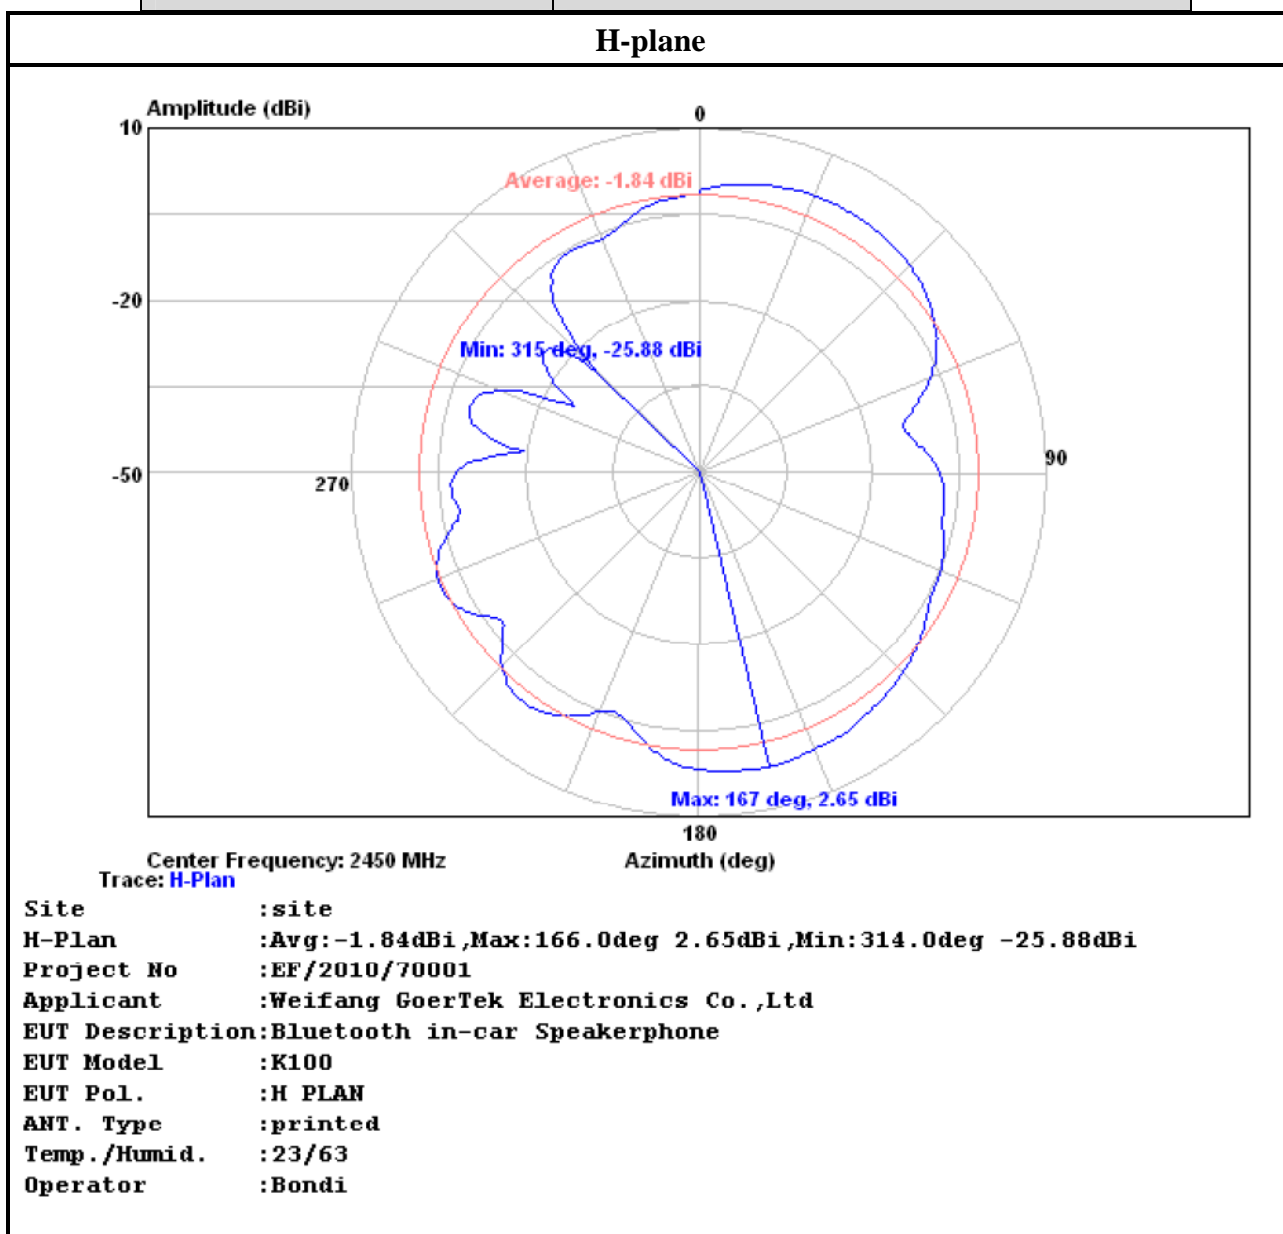 H-plane
Amplitude (dBi)
0
10
Average: -1.84 dBi
-20
Min: 315 deg, -25.88 dBi
90
-50
270
Max: 167 deg, 2.65 dBi
180
Center Frequency: 2450 MHz
Azimuth (deg)
Trace: H-Plan
Site :site
H-Plan :Avg:-1.84dBi,Max:166.0deg 2.65dBi,Min:314.0deg -25.88dBi
Project No :EF/2010/70001
Applicant :Weifang GoerTek Electronics Co.,Ltd
EUT Description:Bluetooth in-car Speakerphone
EUT Model :K100
EUT Pol. :H PLAN
ANT. Type :printed
Temp./Humid. :23/63
Operator :Bondi